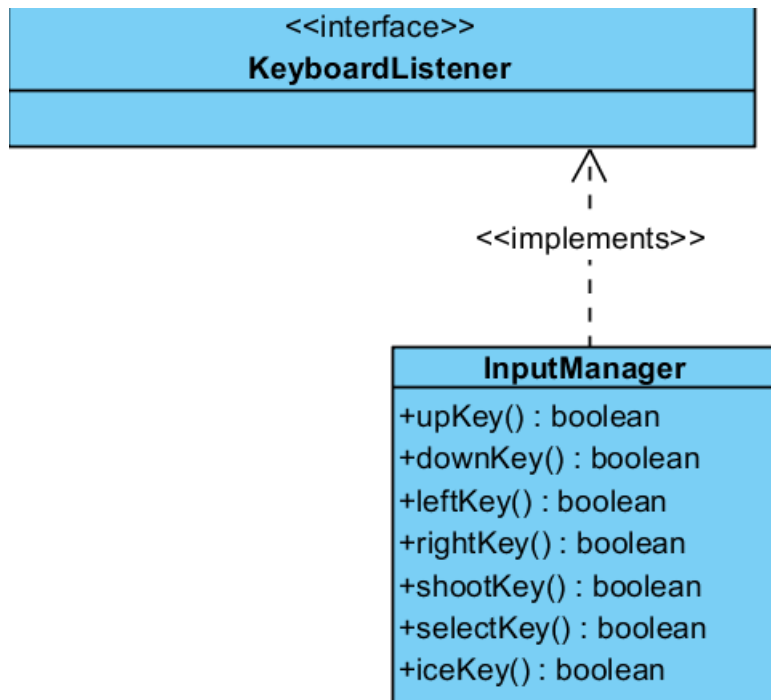 <<interface>>
KeyboardListener
<<implements>>
InputManager
+upKey() : boolean
+downKey() : boolean
+leftKey() : boolean
+rightKey() : boolean
+shootKey() : boolean
+selectKey() : boolean
+iceKey() : boolean